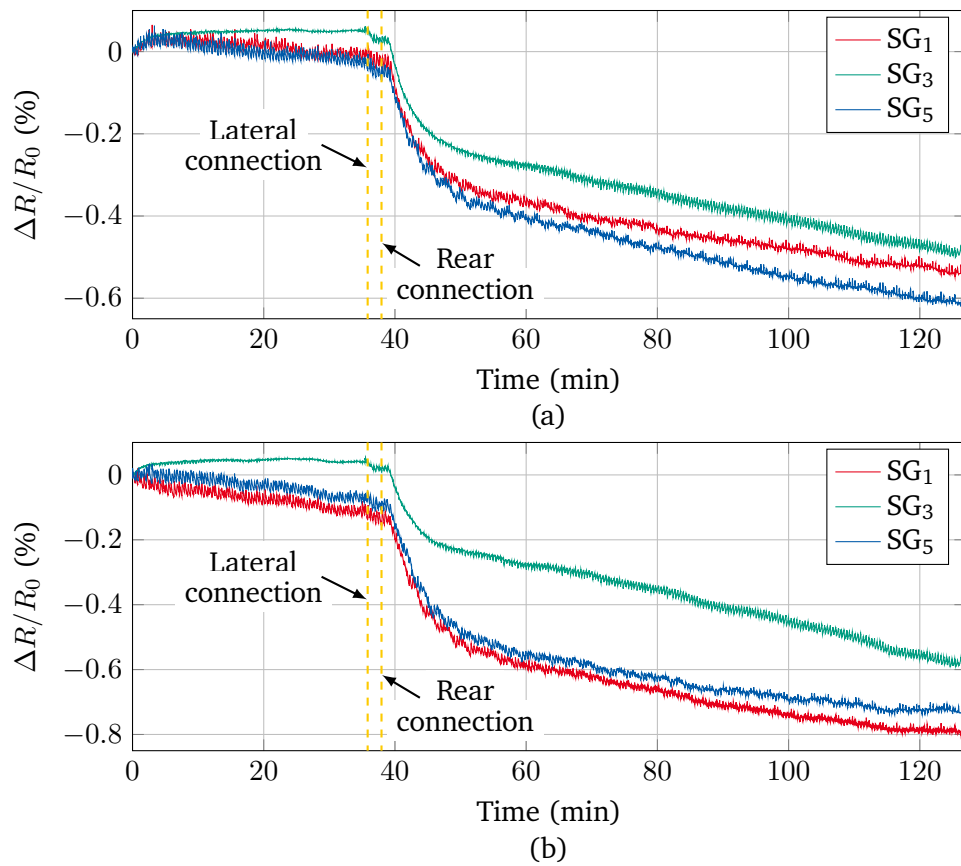 0
−0.2
−0.4
−0.6
ΔR/R₀ (%)
SG₁
SG₃
SG₅
Lateral
connection
Rear
connection
0 20 40 60 80 100 120
Time (min)
(a)
0
−0.2
−0.4
−0.6
−0.8
ΔR/R₀ (%)
SG₁
SG₃
SG₅
Lateral
connection
Rear
connection
0 20 40 60 80 100 120
Time (min)
(b)